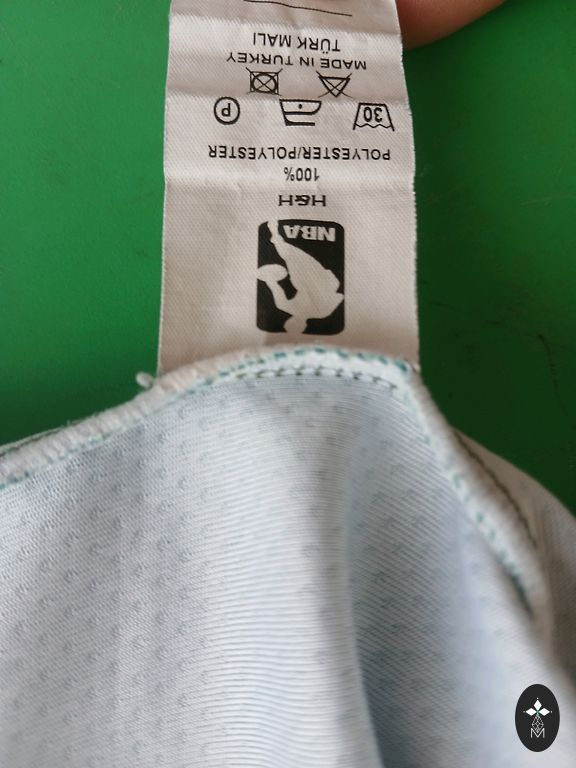 NBA
H&H
100%
POLYESTER/POLYESTER
30
P
MADE IN TURKEY
TÜRK MALI
M